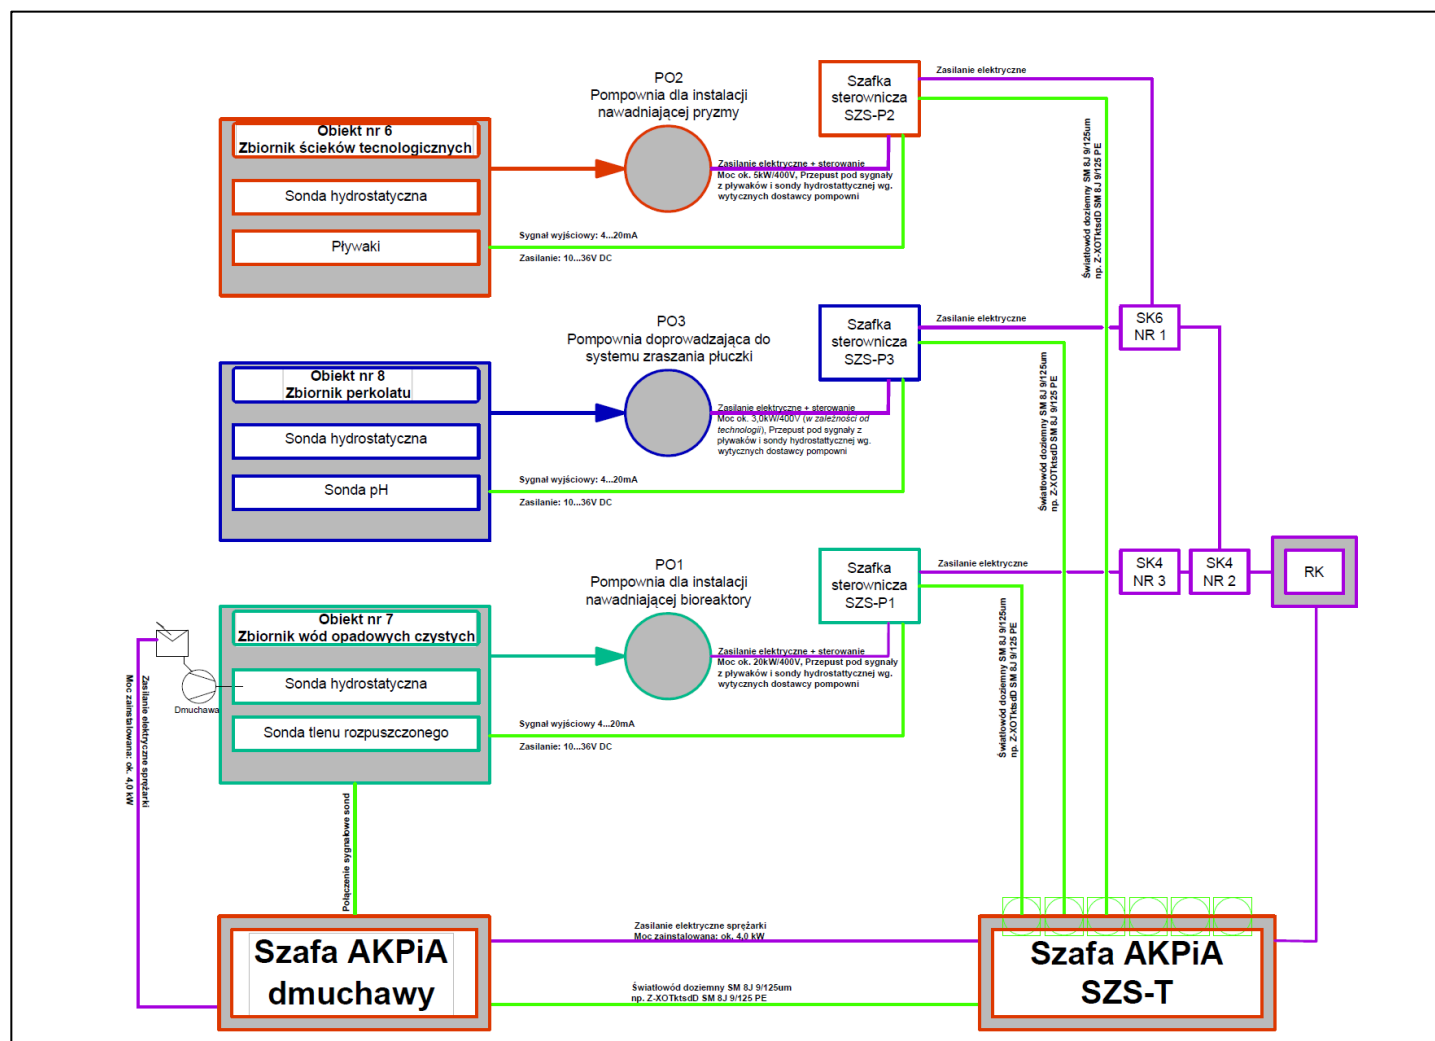 PO2
Pompownia dla instalacji
nawadniającej pryzmy
Szafka
sterownicza
SZS-P2
Zasilanie elektryczne
Obiekt nr 6
Zbiornik ścieków tecnologicznych
Sonda hydrostatyczna
Pływaki
Zasilanie elektryczne + sterowanie
Moc ok. 5kW/400V, Przepust pod sygnały
z pływaków i sondy hydrostattycznej wg.
wytycznych dostawcy pompowni
Sygnał wyjściowy: 4...20mA
Zasilanie: 10...36V DC
Światłowód doziemny SM 8J 9/125um
np. Z-XOTktsdD SM 8J 9/125 PE
PO3
Pompownia doprowadzająca do
systemu zraszania płuczki
Szafka
sterownicza
SZS-P3
Zasilanie elektryczne
SK6
NR 1
Obiekt nr 8
Zbiornik perkolatu
Sonda hydrostatyczna
Sonda pH
Zasilanie elektryczne + sterowanie
Moc ok. 3,0kW/400V (w zależności od
technologii), Przepust pod sygnały z
pływaków i sondy hydrostattycznej wg.
wytycznych dostawcy pompowni
Sygnał wyjściowy: 4...20mA
Zasilanie: 10...36V DC
Światłowód doziemny SM 8J 9/125um
np. Z-XOTktsdD SM 8J 9/125 PE
PO1
Pompownia dla instalacji
nawadniającej bioreaktory
Szafka
sterownicza
SZS-P1
Zasilanie elektryczne
SK4
NR 3
SK4
NR 2
RK
Obiekt nr 7
Zbiornik wód opadowych czystych
Sonda hydrostatyczna
Sonda tlenu rozpuszczonego
Dmuchawa
Zasilanie elektryczne + sterowanie
Moc ok. 20kW/400V, Przepust pod sygnały
z pływaków i sondy hydrostattycznej wg.
wytycznych dostawcy pompowni
Sygnał wyjściowy 4...20mA
Zasilanie: 10...36V DC
Światłowód doziemny SM 8J 9/125um
np. Z-XOTktsdD SM 8J 9/125 PE
Zasilanie elektryczne sprężarki
Moc zainstalowana: ok. 4,0 kW
Połączenie sygnałowe sond
Szafa AKPiA
dmuchawy
Zasilanie elektryczne sprężarki
Moc zainstalowana: ok. 4,0 kW
Światłowód doziemny SM 8J 9/125um
np. Z-XOTktsdD SM 8J 9/125 PE
Szafa AKPiA
SZS-T